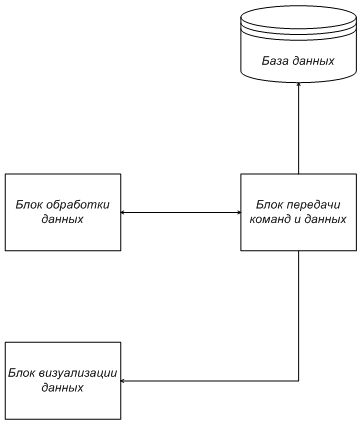 База данных
Блок обработки
данных
Блок передачи
команд и данных
Блок визуализации
данных